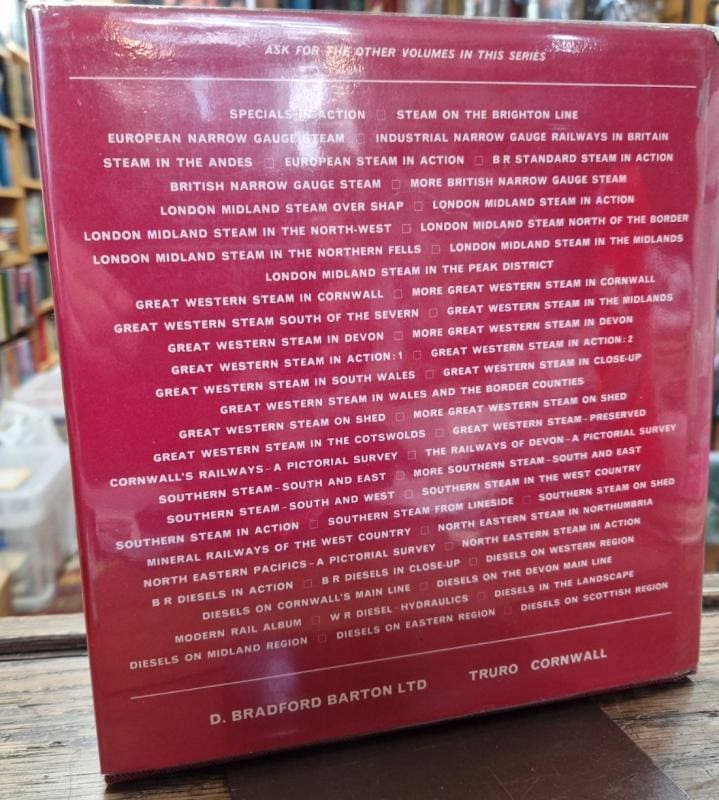 ASK FOR THE OTHER VOLUMES IN THIS SERIES
SPECIALS IN ACTION □ STEAM ON THE BRIGHTON LINE
EUROPEAN NARROW GAUGE STEAM □ INDUSTRIAL NARROW GAUGE RAILWAYS IN BRITAIN
STEAM IN THE ANDES □ EUROPEAN STEAM IN ACTION □ B R STANDARD STEAM IN ACTION
BRITISH NARROW GAUGE STEAM □ MORE BRITISH NARROW GAUGE STEAM
LONDON MIDLAND STEAM OVER SHAP □ LONDON MIDLAND STEAM IN ACTION
LONDON MIDLAND STEAM IN THE NORTH-WEST □ LONDON MIDLAND STEAM NORTH OF THE BORDER
LONDON MIDLAND STEAM IN THE NORTHERN FELLS □ LONDON MIDLAND STEAM IN THE MIDLANDS
LONDON MIDLAND STEAM IN THE PEAK DISTRICT
GREAT WESTERN STEAM IN CORNWALL □ MORE GREAT WESTERN STEAM IN CORNWALL
GREAT WESTERN STEAM SOUTH OF THE SEVERN □ GREAT WESTERN STEAM IN THE MIDLANDS
GREAT WESTERN STEAM IN DEVON □ MORE GREAT WESTERN STEAM IN DEVON
GREAT WESTERN STEAM IN ACTION: 1 □ GREAT WESTERN STEAM IN ACTION: 2
GREAT WESTERN STEAM IN SOUTH WALES □ GREAT WESTERN STEAM IN CLOSE-UP
GREAT WESTERN STEAM IN WALES AND THE BORDER COUNTIES
GREAT WESTERN STEAM ON SHED □ MORE GREAT WESTERN STEAM ON SHED
GREAT WESTERN STEAM IN THE COTSWOLDS □ GREAT WESTERN STEAM–PRESERVED
CORNWALL'S RAILWAYS–A PICTORIAL SURVEY □ THE RAILWAYS OF DEVON–A PICTORIAL SURVEY
SOUTHERN STEAM–SOUTH AND EAST □ MORE SOUTHERN STEAM–SOUTH AND EAST
SOUTHERN STEAM–SOUTH AND WEST □ SOUTHERN STEAM IN THE WEST COUNTRY
SOUTHERN STEAM IN ACTION □ SOUTHERN STEAM FROM LINESIDE □ SOUTHERN STEAM ON SHED
MINERAL RAILWAYS OF THE WEST COUNTRY □ NORTH EASTERN STEAM IN NORTHUMBRIA
NORTH EASTERN PACIFICS–A PICTORIAL SURVEY □ NORTH EASTERN STEAM IN ACTION
B R DIESELS IN ACTION □ B R DIESELS IN CLOSE-UP □ DIESELS ON WESTERN REGION
DIESELS ON CORNWALL'S MAIN LINE □ DIESELS ON THE DEVON MAIN LINE
MODERN RAIL ALBUM □ W R DIESEL-HYDRAULICS □ DIESELS IN THE LANDSCAPE
DIESELS ON MIDLAND REGION □ DIESELS ON EASTERN REGION □ DIESELS ON SCOTTISH REGION
D. BRADFORD BARTON LTD TRURO CORNWALL